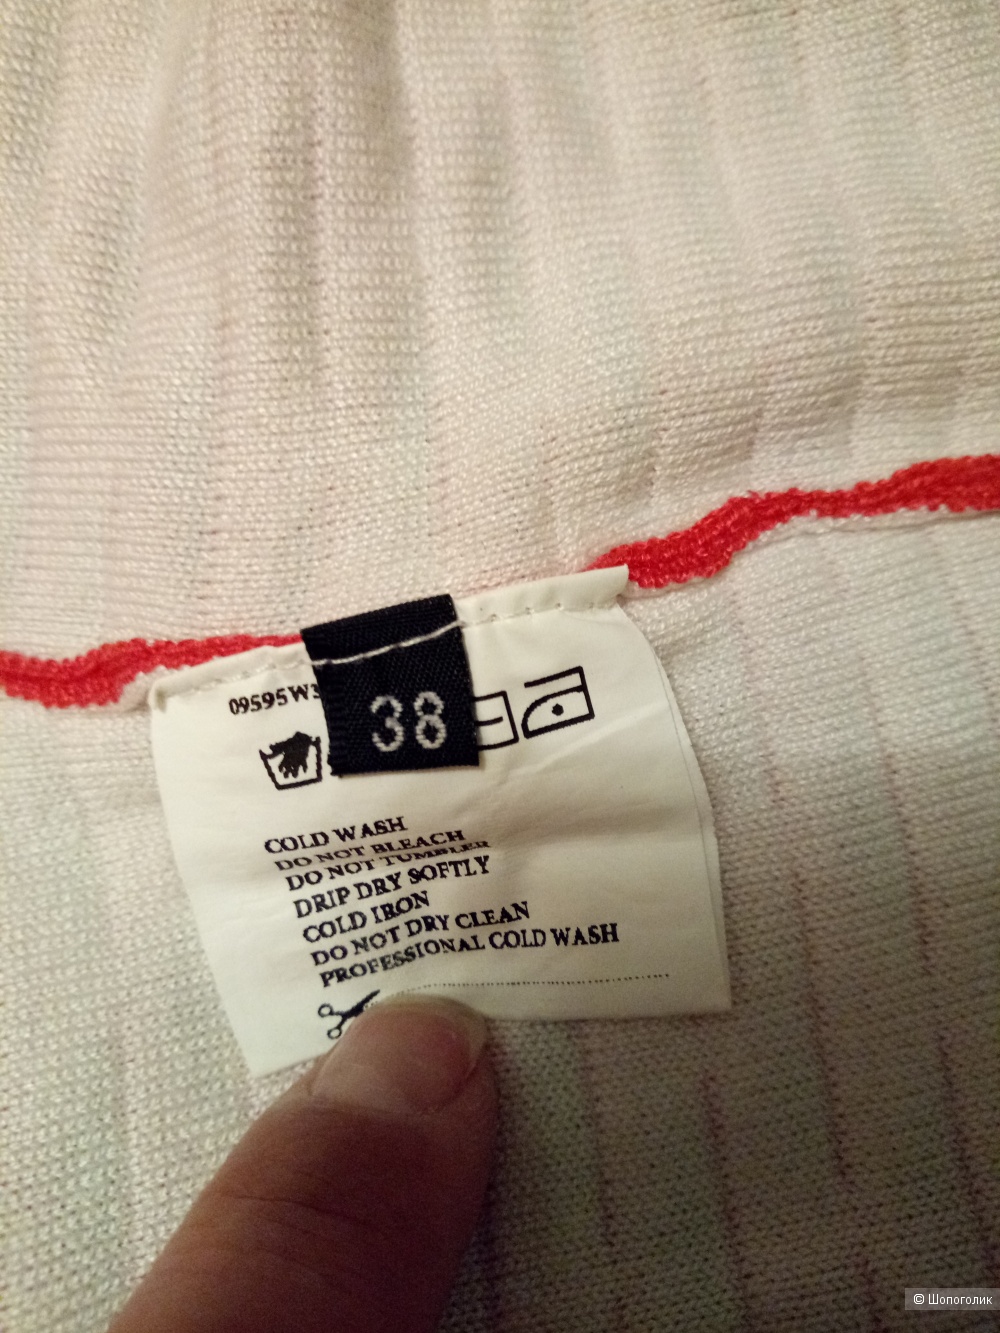 09595W3
38
COLD WASH
DO NOT BLEACH
DO NOT TUMBLER
DRIP DRY SOFTLY
COLD IRON
DO NOT DRY CLEAN
PROFESSIONAL COLD WASH
© Шопоголик